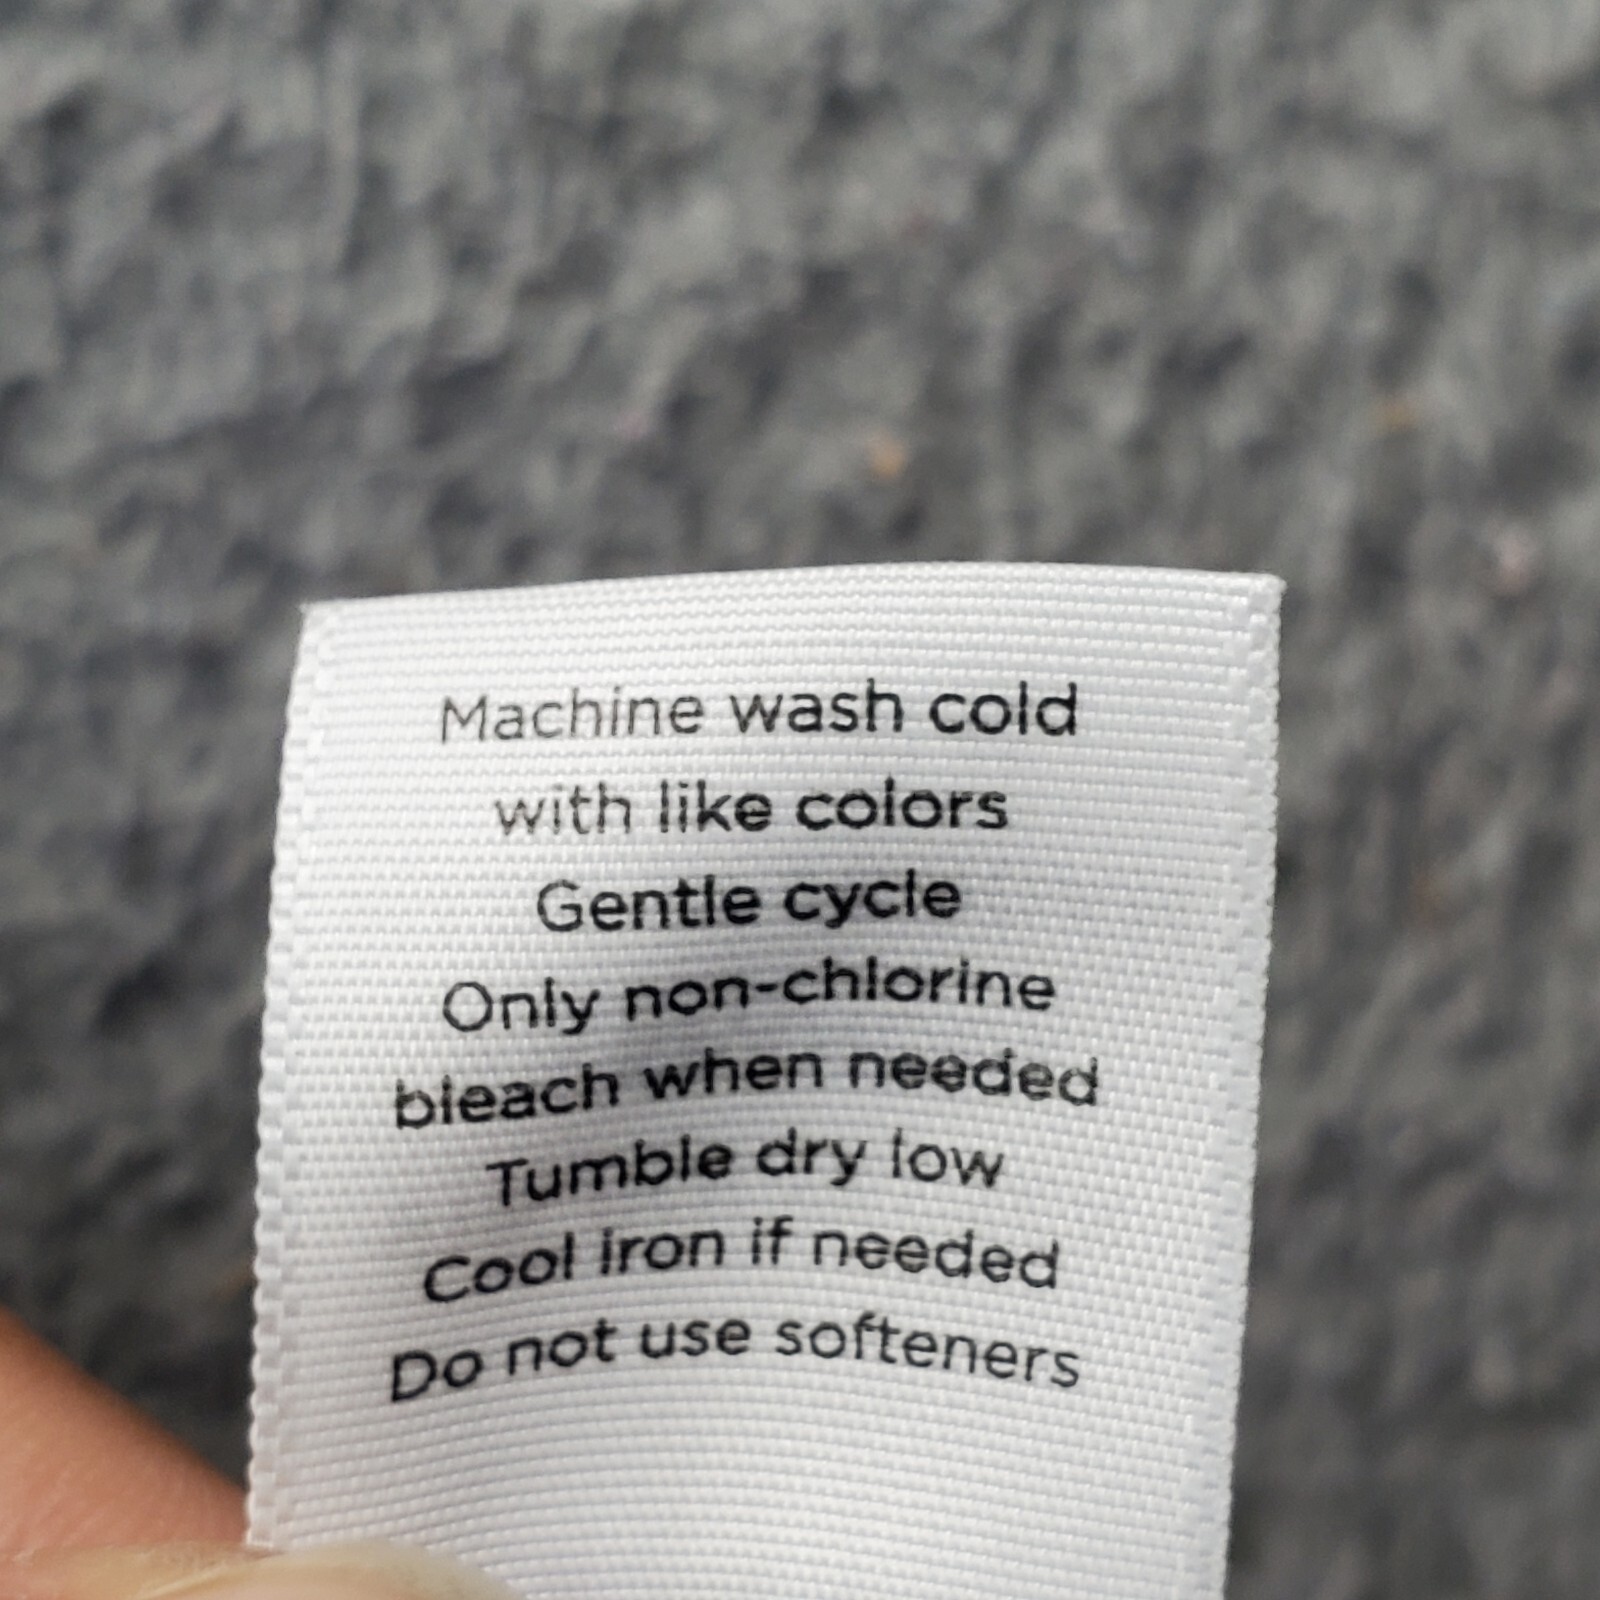 Machine wash cold
with like colors
Gentle cycle
Only non-chlorine
bleach when needed
Tumble dry low
Cool iron if needed
Do not use softeners